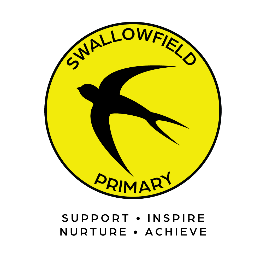 SWALLOWFIELD
PRIMARY
SUPPORT • INSPIRE
NURTURE • ACHIEVE